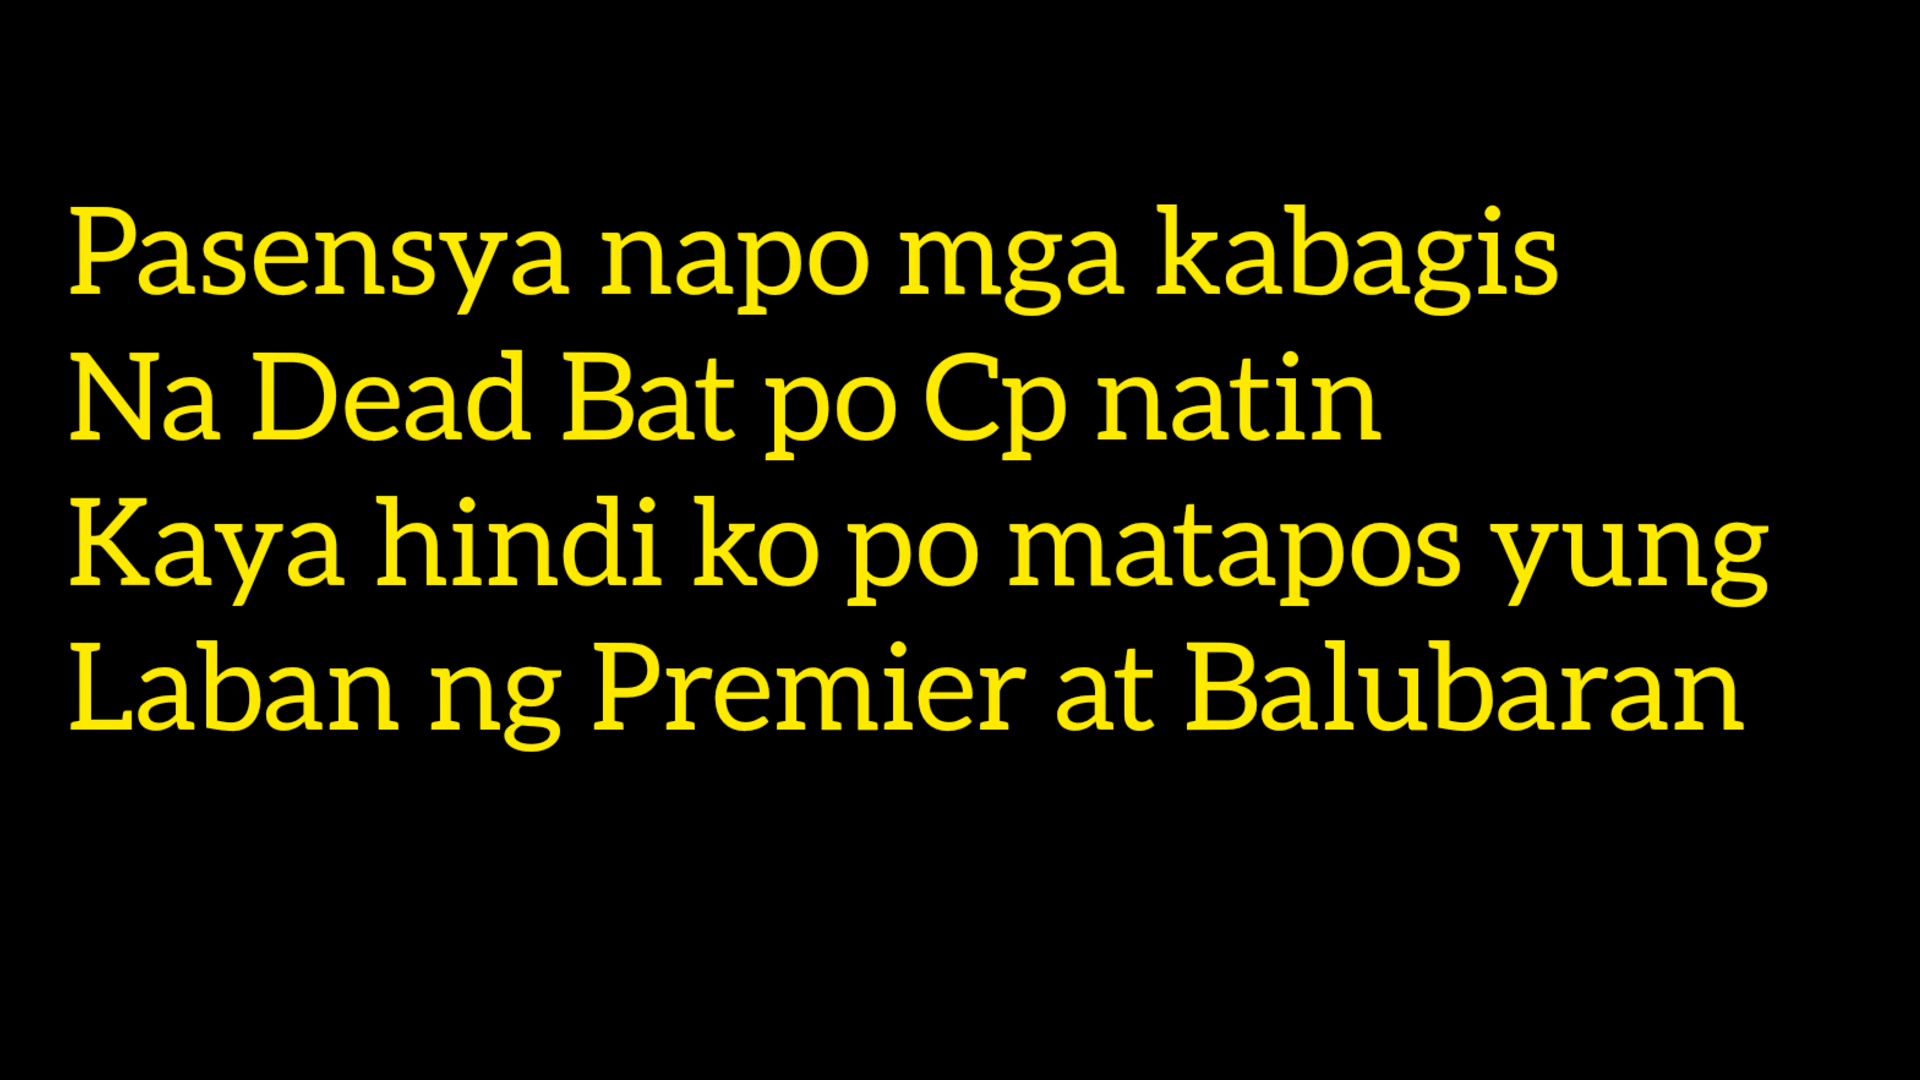 Pasensya napo mga kabagis
Na Dead Bat po Cp natin
Kaya hindi ko po matapos yung
Laban ng Premier at Balubaran